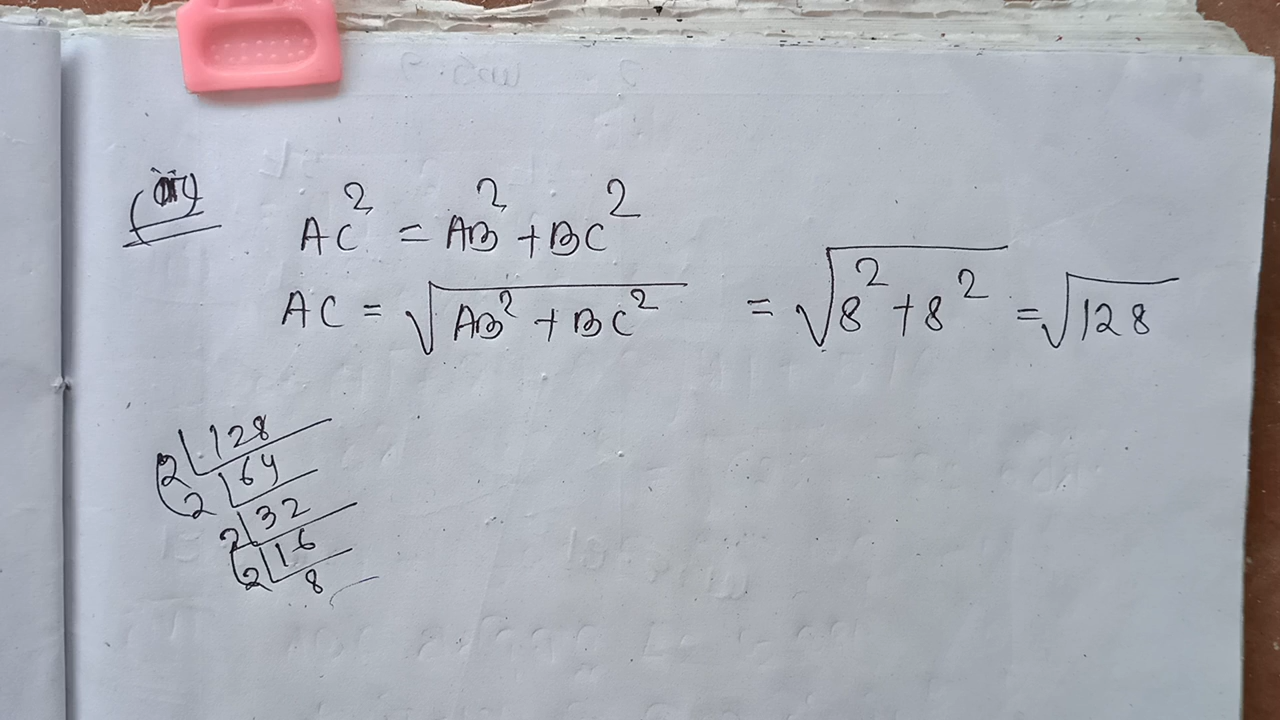 AC² = AB² + BC²
AC = √(AB² + BC²) = √(8² + 8²) = √128
2 | 128
2 | 64
2 | 32
2 | 16
8